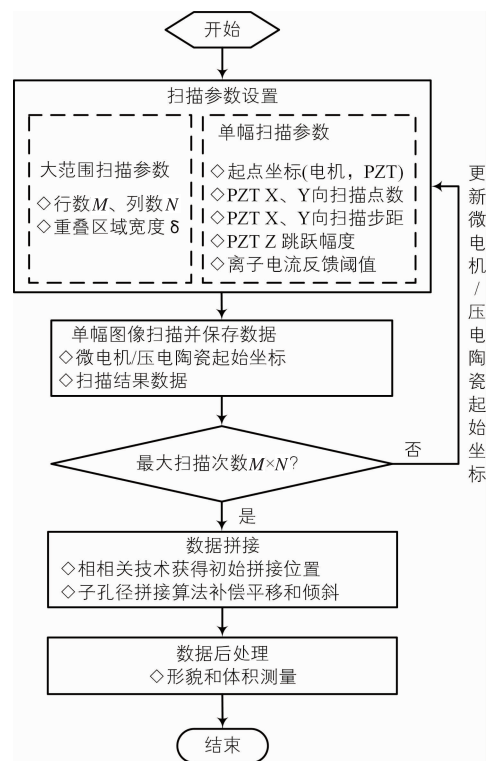 开始
扫描参数设置
大范围扫描参数
◇行数M、列数N
◇重叠区域宽度 δ
单幅扫描参数
◇起点坐标(电机，PZT)
◇PZT X、Y向扫描点数
◇PZT X、Y向扫描步距
◇PZT Z 跳跃幅度
◇离子电流反馈阈值
更新微电机/压电陶瓷起始坐标
单幅图像扫描并保存数据
◇微电机/压电陶瓷起始坐标
◇扫描结果数据
最大扫描次数M×N?
否
是
数据拼接
◇相相关技术获得初始拼接位置
◇子孔径拼接算法补偿平移和倾斜
数据后处理
◇形貌和体积测量
结束